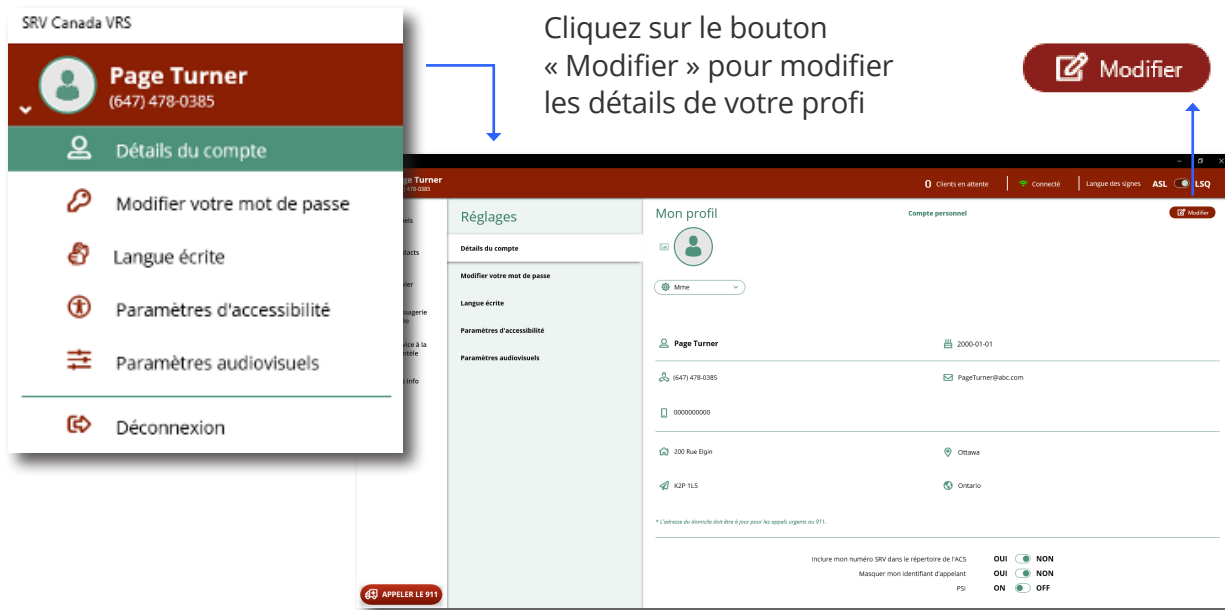 SRV Canada VRS
Page Turner
(647) 478-0385
Détails du compte
Modifier votre mot de passe
Langue écrite
Paramètres d'accessibilité
Paramètres audiovisuels
Déconnexion
Cliquez sur le bouton
« Modifier » pour modifier
les détails de votre profi
Modifier
Turner
478-0385
0 Clients en attente
Connecté
Langue des signes
ASL
LSQ
Réglages
Détails du compte
Modifier votre mot de passe
Langue écrite
Paramètres d'accessibilité
Paramètres audiovisuels
Mon profil
Compte personnel
Modifier
Mme
Page Turner
2000-01-01
(647) 478-0385
PageTurner@abc.com
0000000000
200 Rue Elgin
Ottawa
K2P 1L5
Ontario
* L'adresse du domicile doit être à jour pour les appels urgents au 911.
Inclure mon numéro SRV dans le répertoire de l'ACS OUI NON
Masquer mon identifiant d'appelant OUI NON
PSI ON OFF
APPELER LE 911